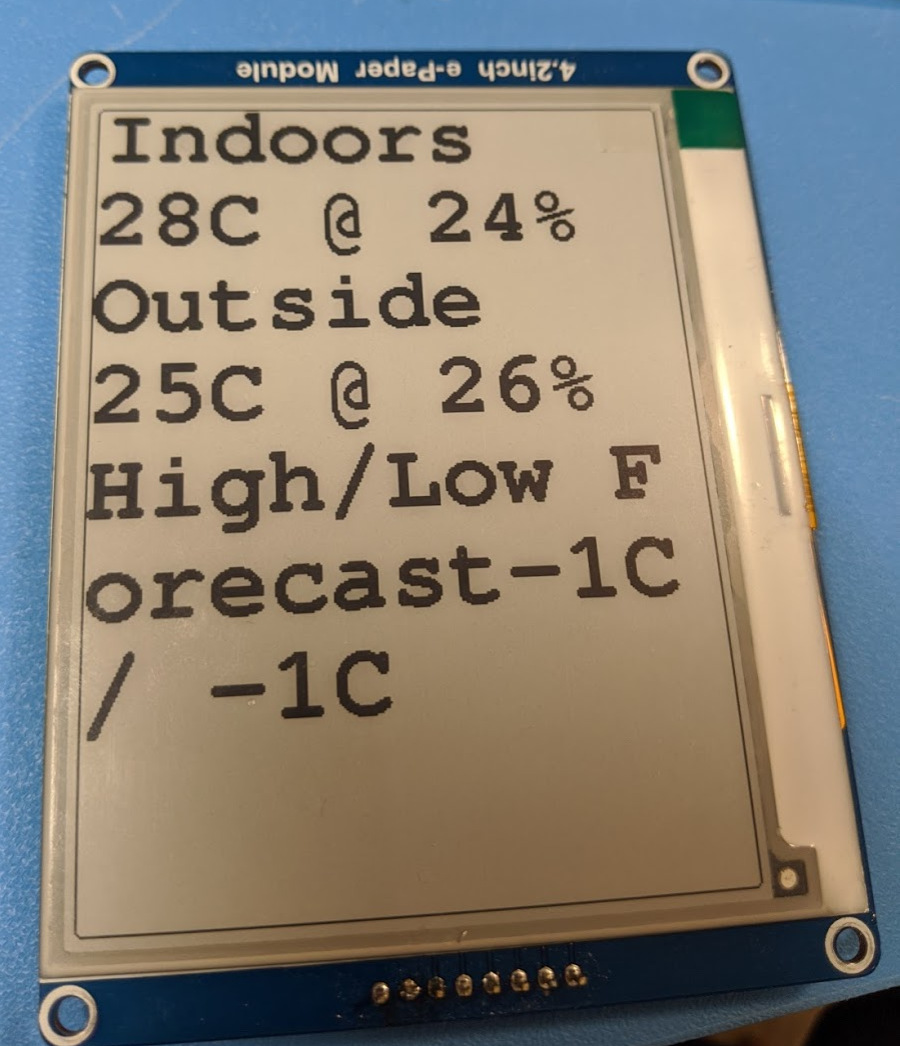 4.2inch e-Paper Module
Indoors
28C @ 24%
Outside
25C @ 26%
High/Low F
orecast-1C
/ -1C